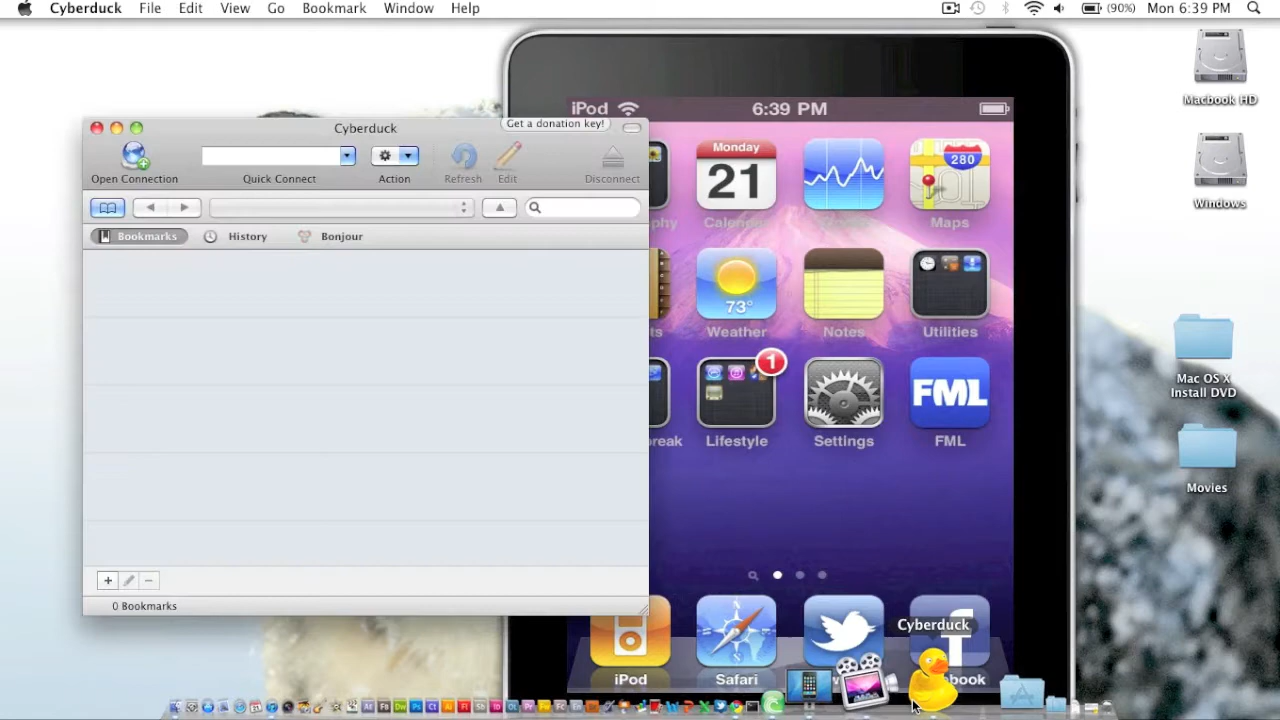 Cyberduck File Edit View Go Bookmark Window Help (90%) Mon 6:39 PM
iPod 6:39 PM
Macbook HD
Windows
Mac OS X
Install DVD
Movies
Cyberduck
Get a donation key!
Open Connection Quick Connect Action Refresh Edit Disconnect
Bookmarks History Bonjour
0 Bookmarks
Monday 280
21
Maps
73°
Weather Notes Utilities
1
FML
Lifestyle Settings FML
Cyberduck
iPod Safari